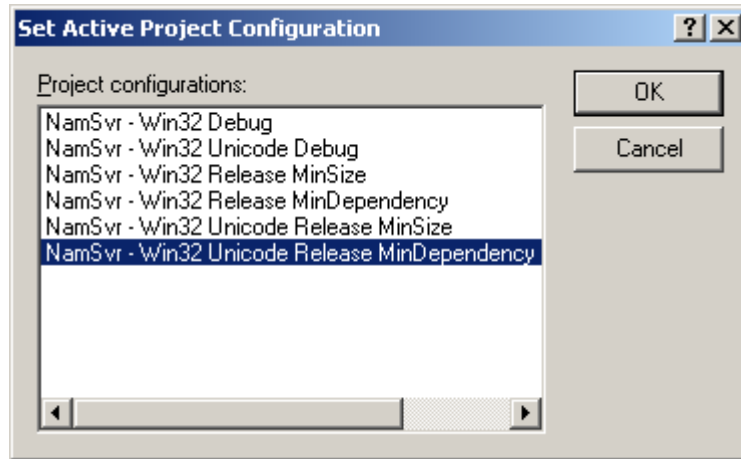 Set Active Project Configuration
Project configurations:
NamSvr - Win32 Debug
NamSvr - Win32 Unicode Debug
NamSvr - Win32 Release MinSize
NamSvr - Win32 Release MinDependency
NamSvr - Win32 Unicode Release MinSize
NamSvr - Win32 Unicode Release MinDependency
OK
Cancel